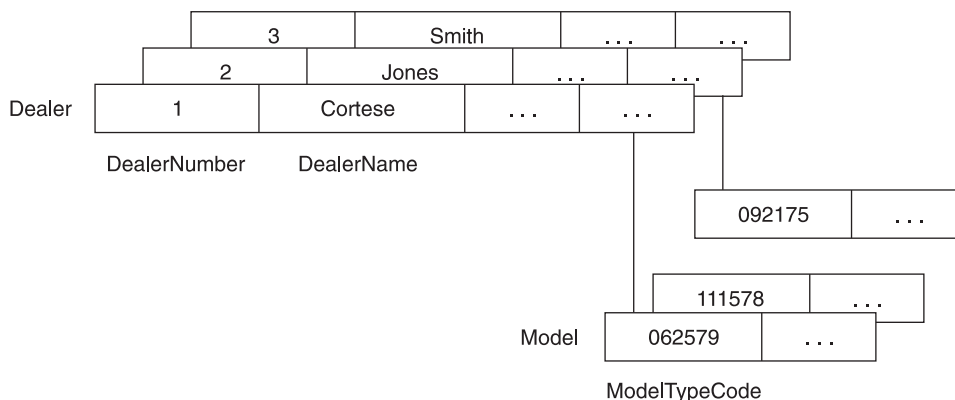 3 Smith ... ...
2 Jones ... ...
Dealer 1 Cortese ... ...
DealerNumber DealerName
092175 ...
111578 ...
Model 062579 ...
ModelTypeCode